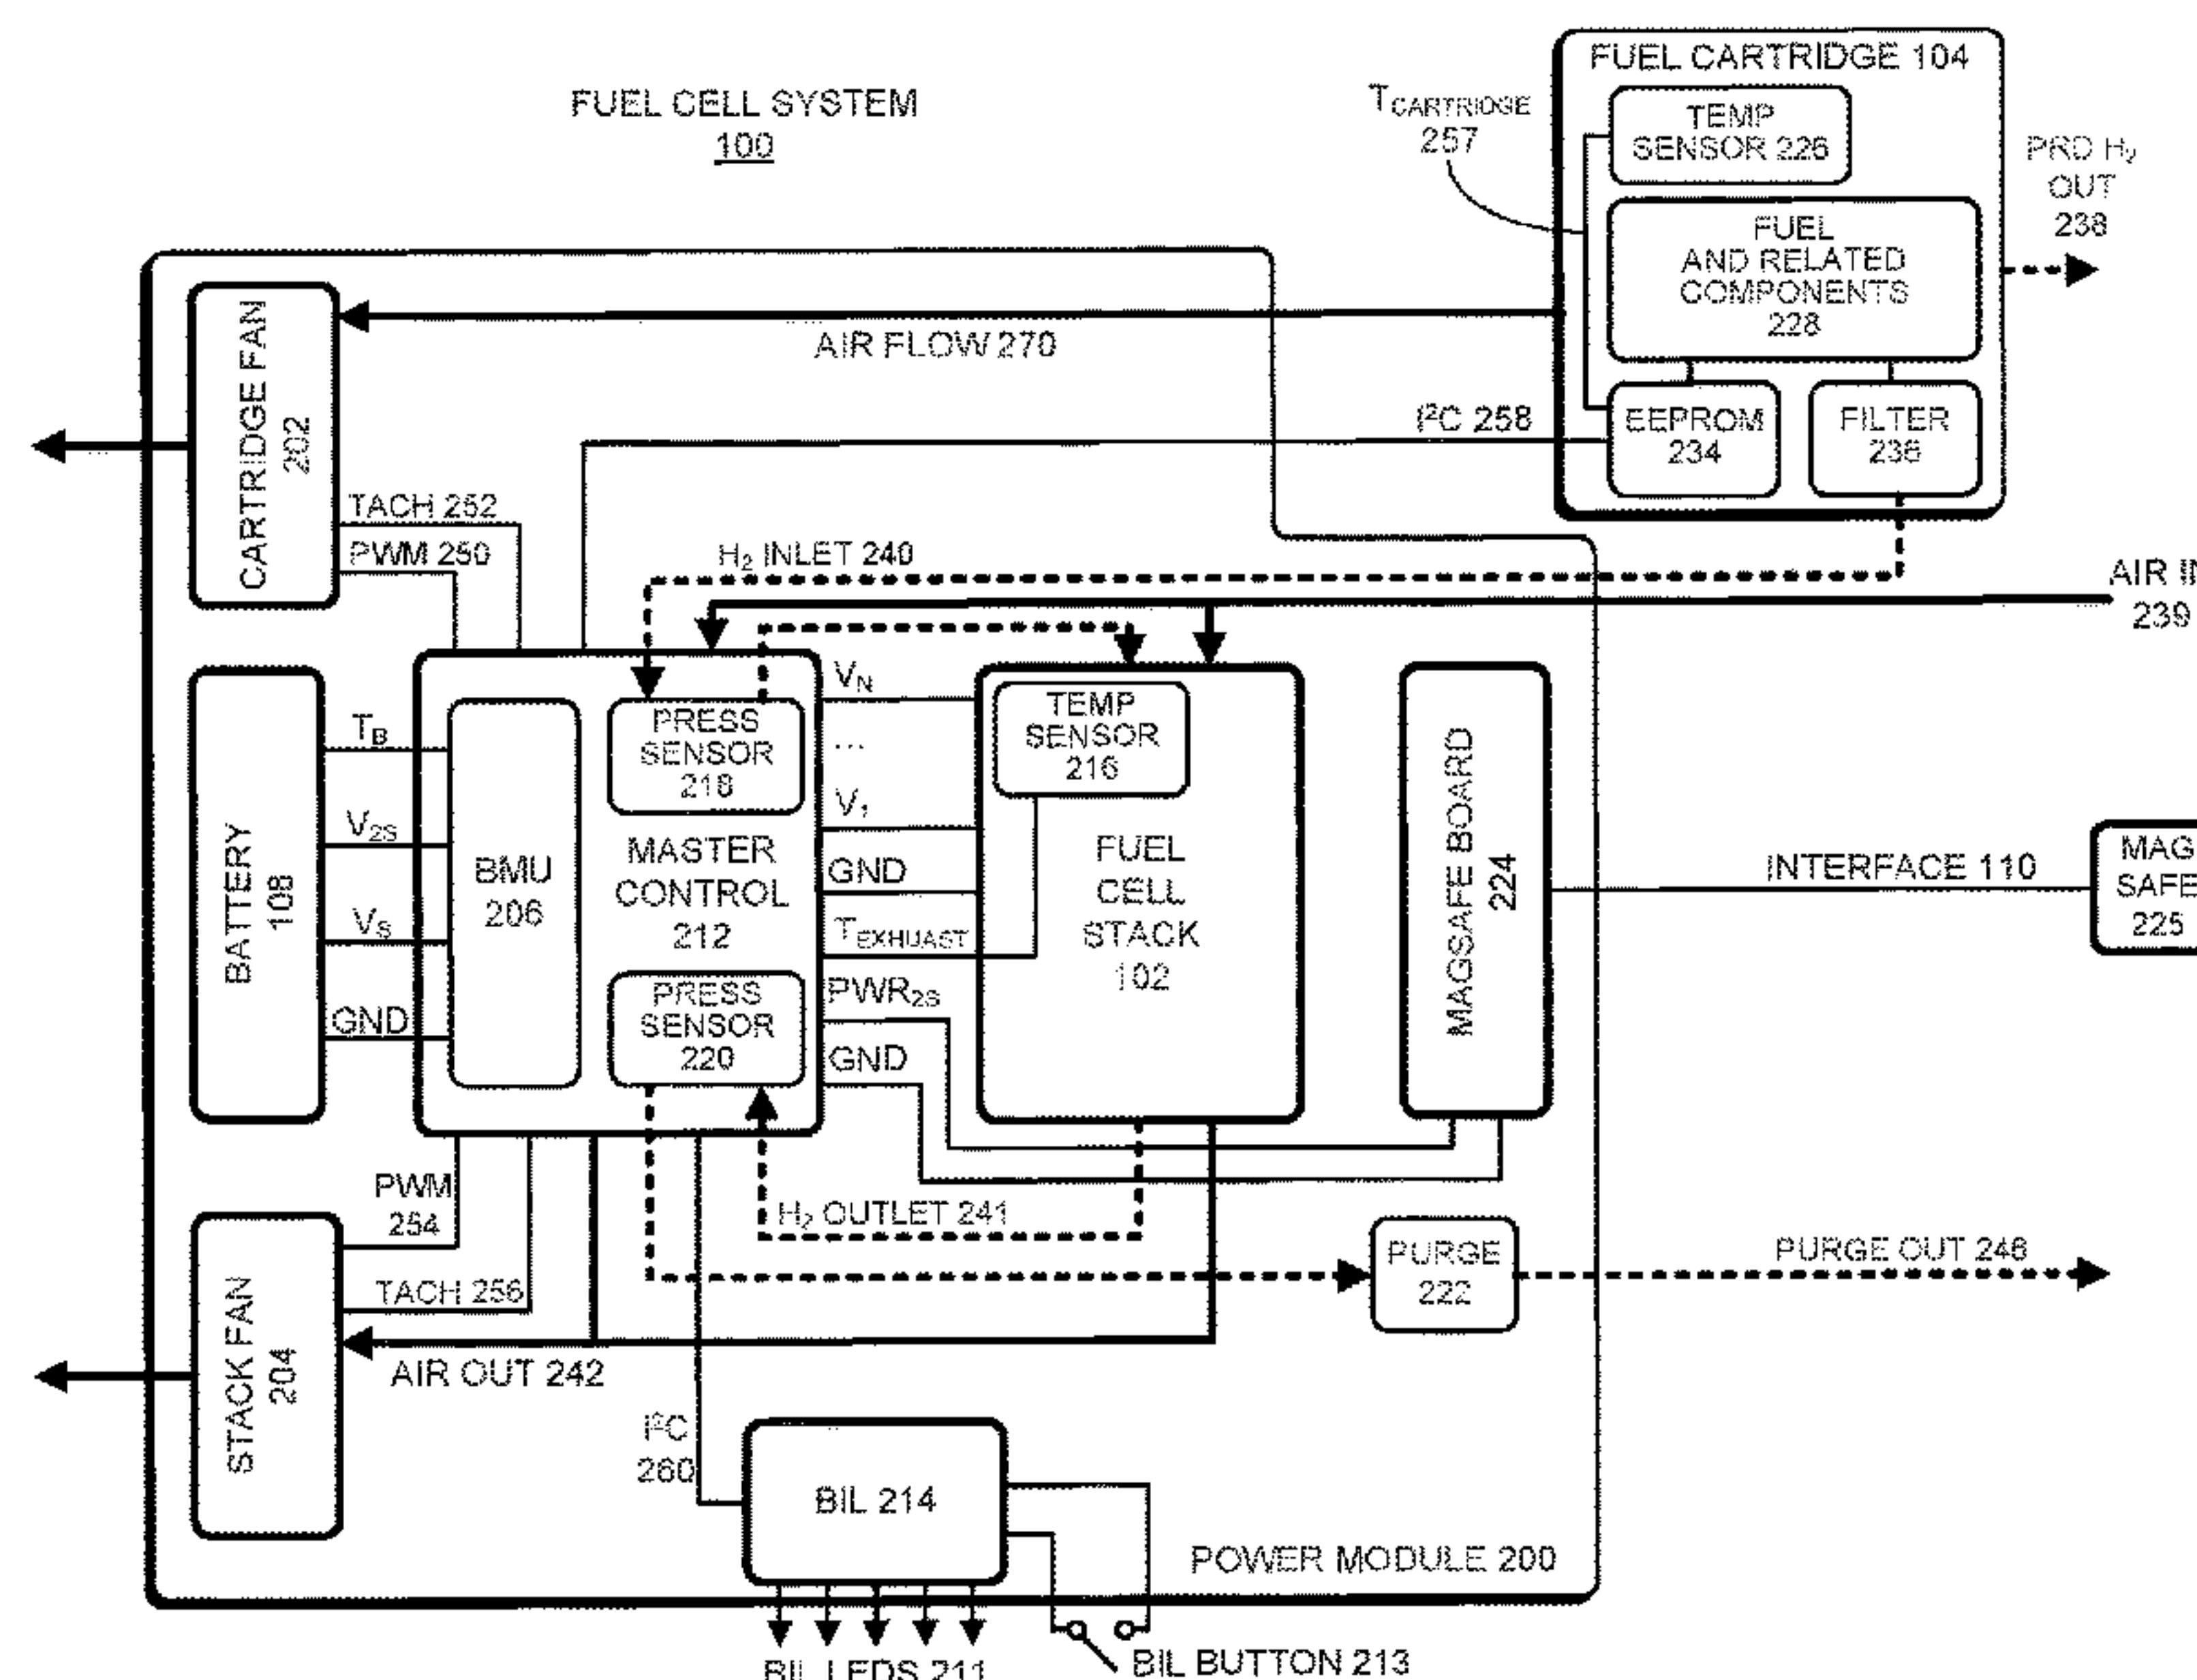 FUEL CELL SYSTEM
100
FUEL CARTRIDGE 104
TCARTRIDGE
257
TEMP
SENSOR 226
FUEL
AND RELATED
COMPONENTS
228
EEPROM
234
FILTER
236
PRD H2
OUT
238
AIR FLOW 270
I²C 258
CARTRIDGE FAN
202
TACH 252
PWM 250
H2 INLET 240
AIR IN
239
BATTERY
108
TB
V2S
VS
GND
BMU
206
PRESS
SENSOR
218
MASTER
CONTROL
212
PRESS
SENSOR
220
VN
...
V1
GND
TEXHUAST
PWR2S
GND
TEMP
SENSOR
216
FUEL
CELL
STACK
102
MAGSAFE BOARD
224
INTERFACE 110
MAG
SAFE
225
PWM
254
TACH 256
H2 OUTLET 241
PURGE
222
PURGE OUT 246
STACK FAN
204
AIR OUT 242
I²C
260
BIL 214
POWER MODULE 200
BIL LEDS 211
BIL BUTTON 213